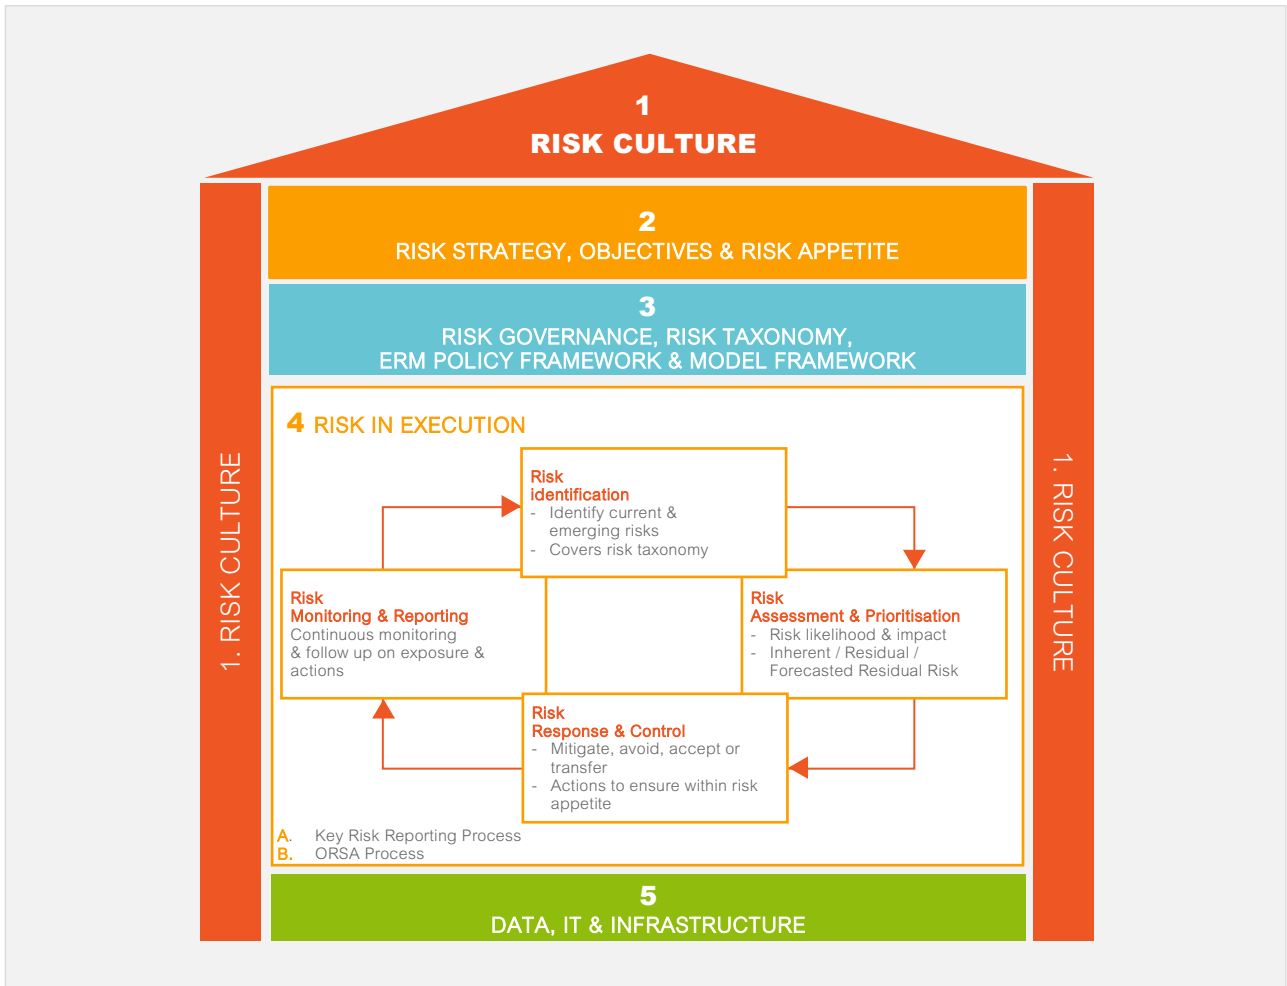 1
RISK CULTURE
2
RISK STRATEGY, OBJECTIVES & RISK APPETITE
3
RISK GOVERNANCE, RISK TAXONOMY,
ERM POLICY FRAMEWORK & MODEL FRAMEWORK
1. RISK CULTURE
4 RISK IN EXECUTION
Risk
identification
- Identify current &
emerging risks
- Covers risk taxonomy
Risk
Monitoring & Reporting
Continuous monitoring
& follow up on exposure &
actions
Risk
Assessment & Prioritisation
- Risk likelihood & impact
- Inherent / Residual /
Forecasted Residual Risk
Risk
Response & Control
- Mitigate, avoid, accept or
transfer
- Actions to ensure within risk
appetite
A. Key Risk Reporting Process
B. ORSA Process
1. RISK CULTURE
5
DATA, IT & INFRASTRUCTURE